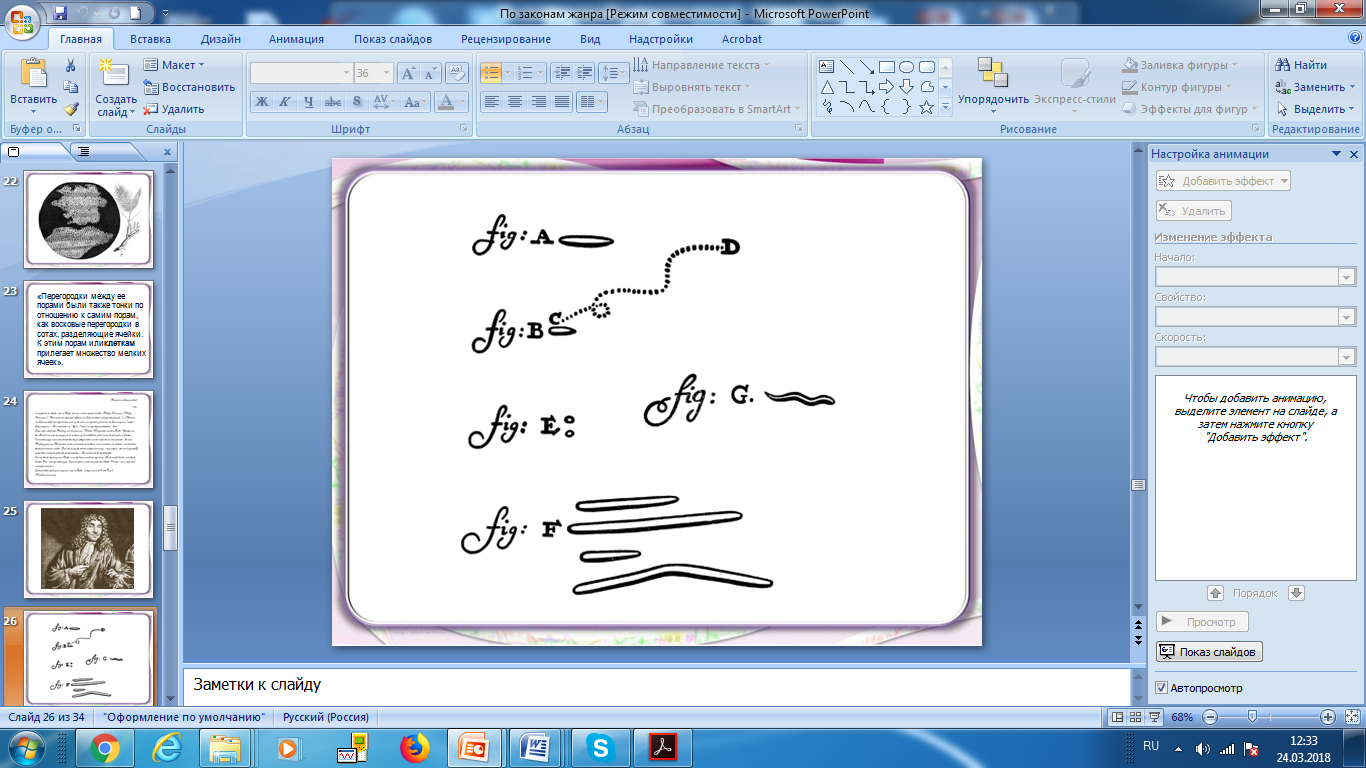 По законам жанра [Режим совместимости] - Microsoft PowerPoint
Главная Вставка Дизайн Анимация Показ слайдов Рецензирование Вид Надстройки Acrobat
Вставить
Буфер о...
Создать слайд
Макет
Восстановить
Удалить
Слайды
36
Ж К Ч abc S AV Aa A
Шрифт
Абзац
Направление текста
Выровнять текст
Преобразовать в SmartArt
Упорядочить
Экспресс-стили
Заливка фигуры
Контур фигуры
Эффекты для фигур
Рисование
Найти
Заменить
Выделить
Редактирование
22
23
«Перегородки между ее
порами были также тонки по
отношению к самим порам,
как восковые перегородки в
сотах, разделяющие ячейки.
К этим порам иликлеткам
прилегает множество мелких
ячеек».
24
25
26
fig: A
D
fig: B C
fig: G.
fig: E
fig: F
Заметки к слайду
Настройка анимации
Добавить эффект
Удалить
Изменение эффекта
Начало:
Свойство:
Скорость:
Чтобы добавить анимацию,
выделите элемент на слайде, а
затем нажмите кнопку
"Добавить эффект".
Порядок
Просмотр
Показ слайдов
Автопросмотр
Слайд 26 из 34 "Оформление по умолчанию" Русский (Россия) 68%
RU 12:33
24.03.2018